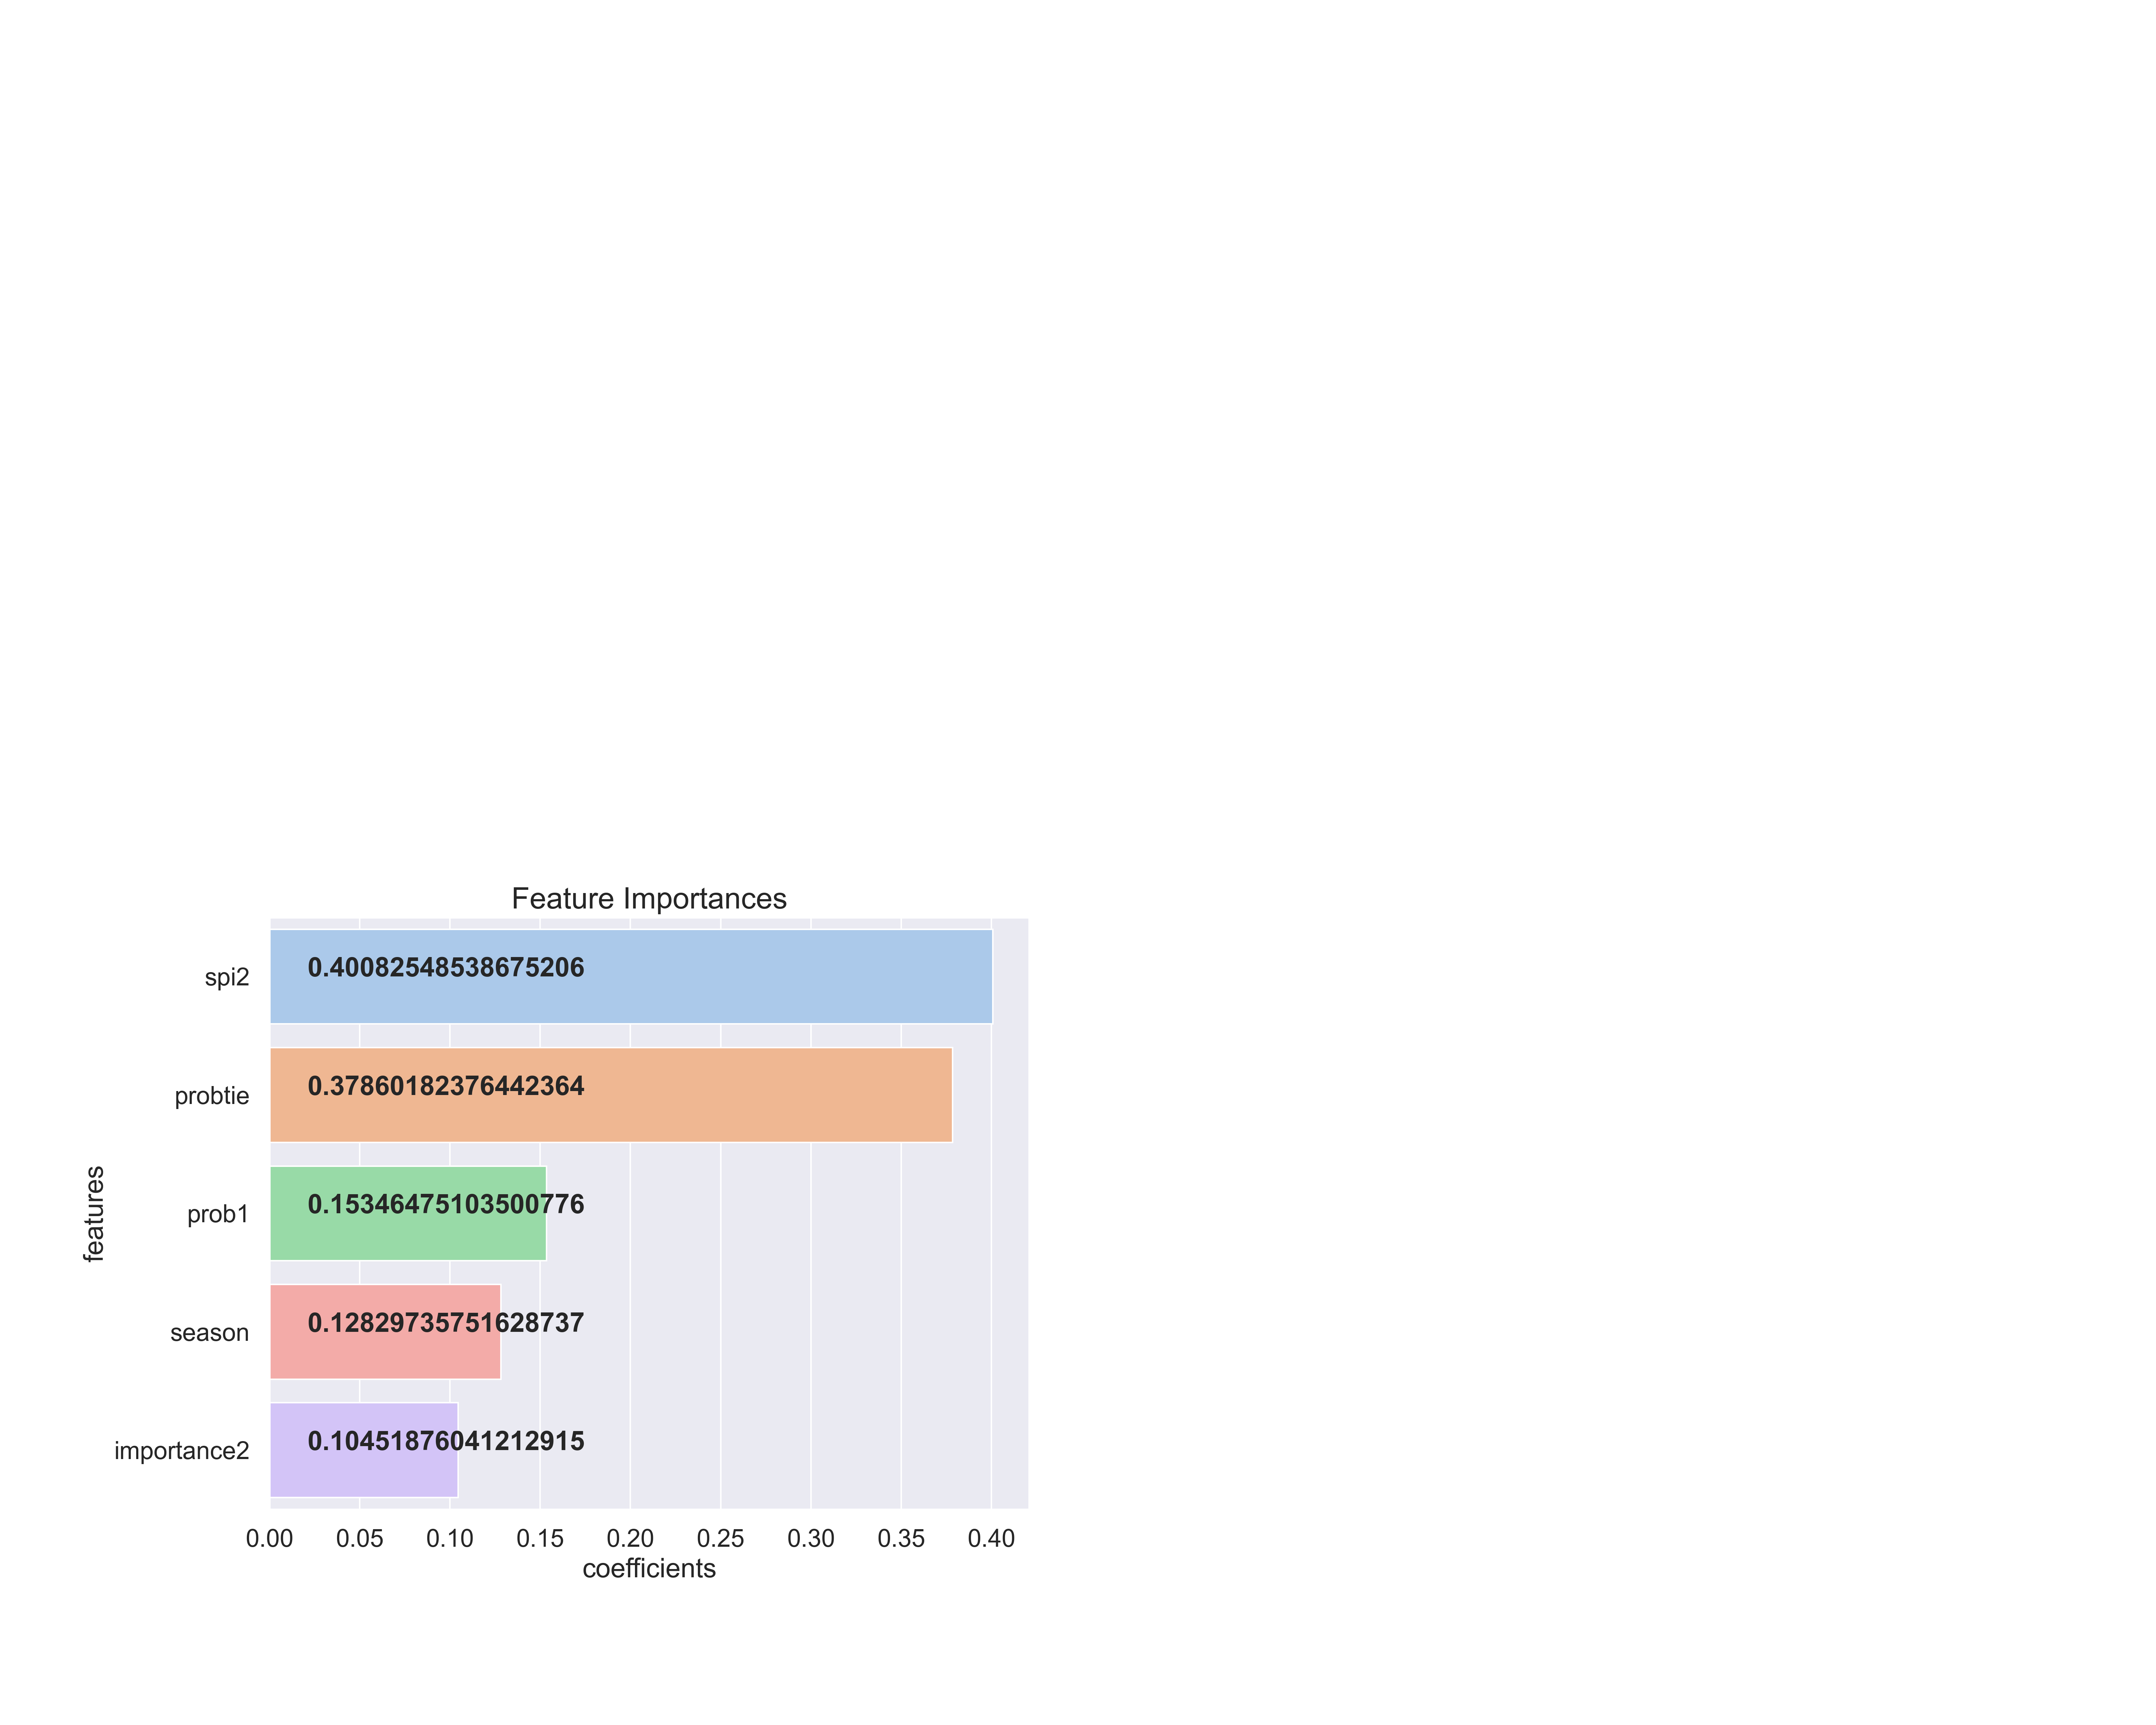 Feature Importances
spi2
0.40082548538675206
probtie
0.37860182376442364
prob1
0.15346475103500776
season
0.12829735751628737
importance2
0.10451876041212915
features
0.00 0.05 0.10 0.15 0.20 0.25 0.30 0.35 0.40
coefficients